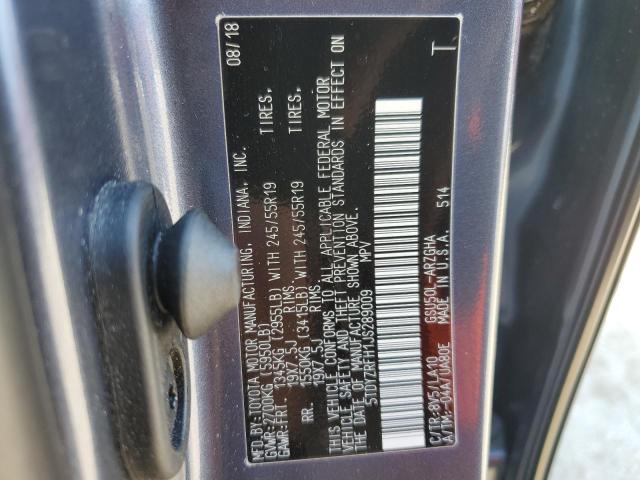 MFD.BY:TOYOTA MOTOR MANUFACTURING, INDIANA, INC. 08/18
GVWR:2700KG (5950LB)
GAWR:FRT. 1345KG (2955LB) WITH 245/55R19 TIRES,
19X7.5J RIMS,
RR. 1550KG (3415LB) WITH 245/55R19 TIRES,
19X7.5J RIMS.
THIS VEHICLE CONFORMS TO ALL APPLICABLE FEDERAL MOTOR
VEHICLE SAFETY AND THEFT PREVENTION STANDARDS IN EFFECT ON
THE DATE OF MANUFACTURE SHOWN ABOVE.
5TDYZRFH1JS289009 MPV
C/TR:8V5/LA10 GSU50L-ARZGHA
A/TM:-04A/UA80E MADE IN U.S.A. 514
T.